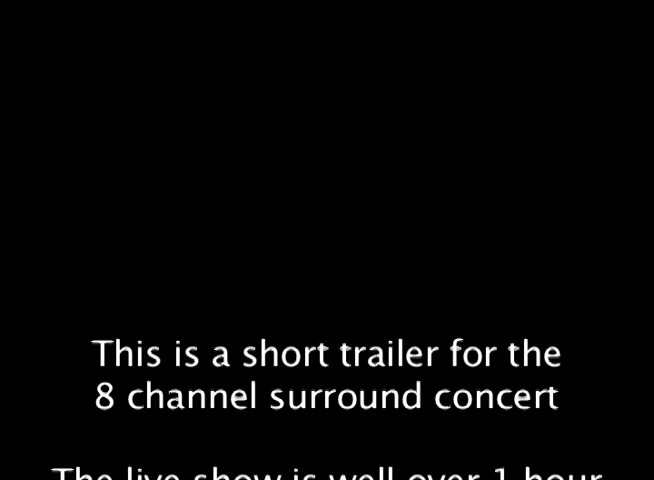 This is a short trailer for the
8 channel surround concert
The live show is well over 1 hour